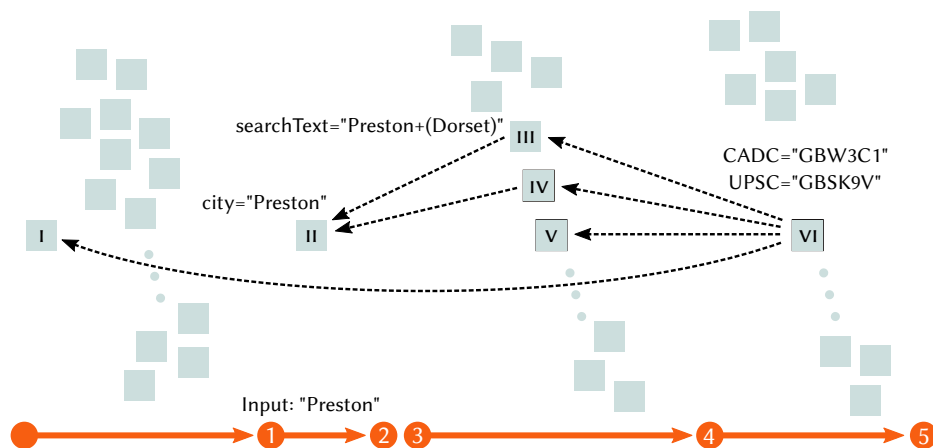 searchText="Preston+(Dorset)"
III
CADC="GBW3C1"
UPSC="GBSK9V"
IV
city="Preston"
I
II
V
VI
Input: "Preston"
1
2
3
4
5